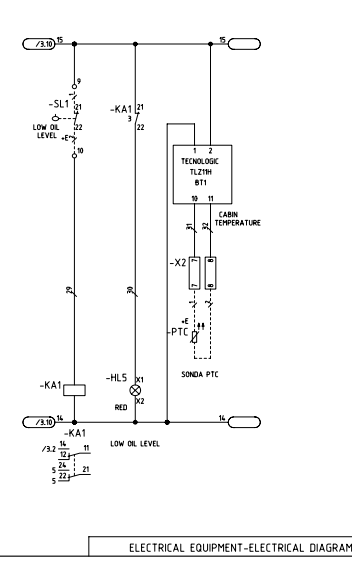 /3.10 15 15
9
1
-SL1 21
22
LOW OIL LEVEL
+E
10
-KA1 21
3 22
1 2
TECNOLOGIC
TLZ11H
BT1
10 11
CABIN
TEMPERATURE
31 32
-X2 7 8
7 8
1 2
+E
-PTC
SONDA PTC
29 30
-KA1
-HL5 X1
X2
RED
/3.10 14 14
-KA1
LOW OIL LEVEL
/3.2 14 11
12
5 24 21
5 22
ELECTRICAL EQUIPMENT-ELECTRICAL DIAGRAM